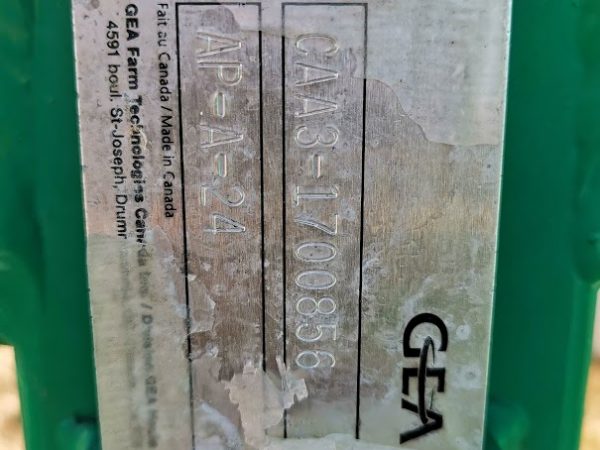 GEA
CAA3-1700856
AP-A-24
Fait au Canada / Made in Canada
GEA Farm Technologies Canada Inc. /
4591 boul. St-Joseph,